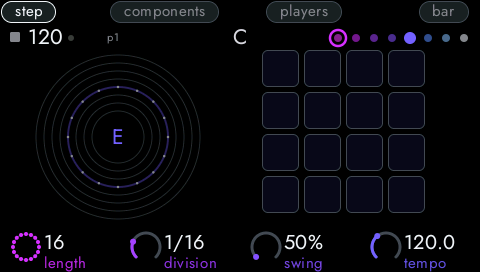 step components players bar
120 p1 C
E
16 1/16 50% 120.0
length division swing tempo